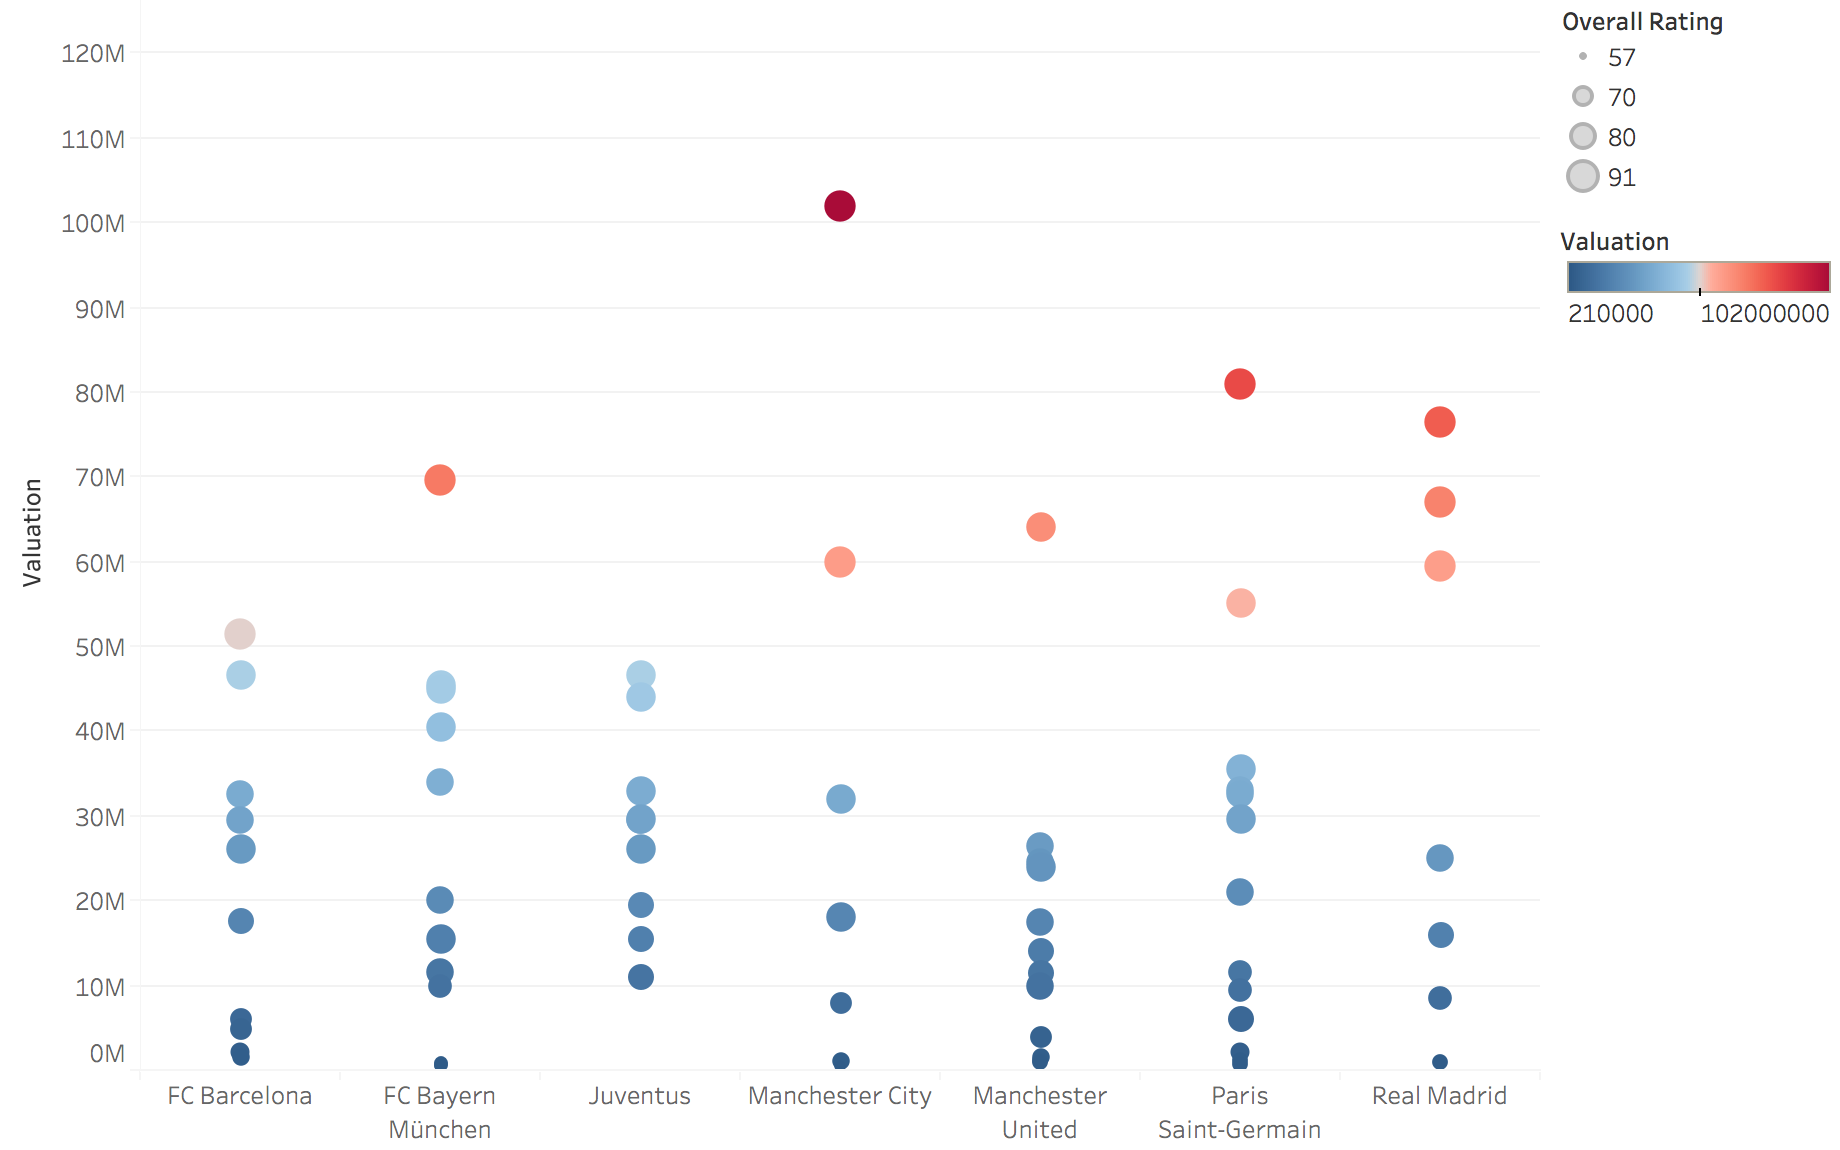 Overall Rating
57
70
80
91
Valuation
210000 102000000
Valuation
120M
110M
100M
90M
80M
70M
60M
50M
40M
30M
20M
10M
0M
FC Barcelona
FC Bayern
München
Juventus
Manchester City
Manchester
United
Paris
Saint-Germain
Real Madrid